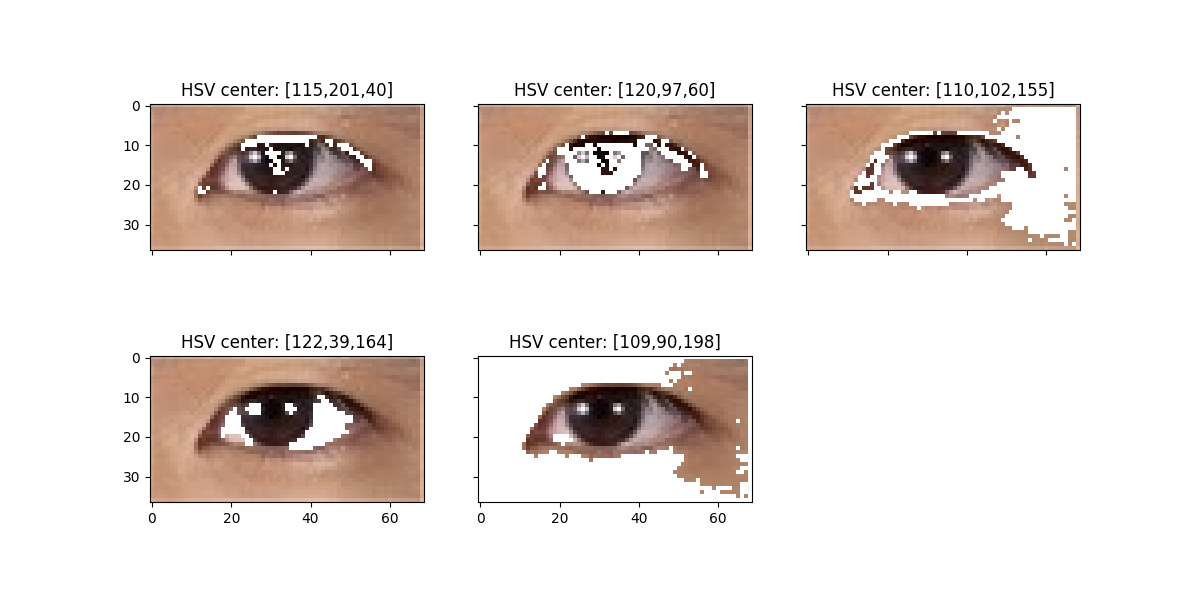 HSV center: [115,201,40]
HSV center: [120,97,60]
HSV center: [110,102,155]
0
10
20
30
HSV center: [122,39,164]
HSV center: [109,90,198]
0
10
20
30
0 20 40 60
0 20 40 60